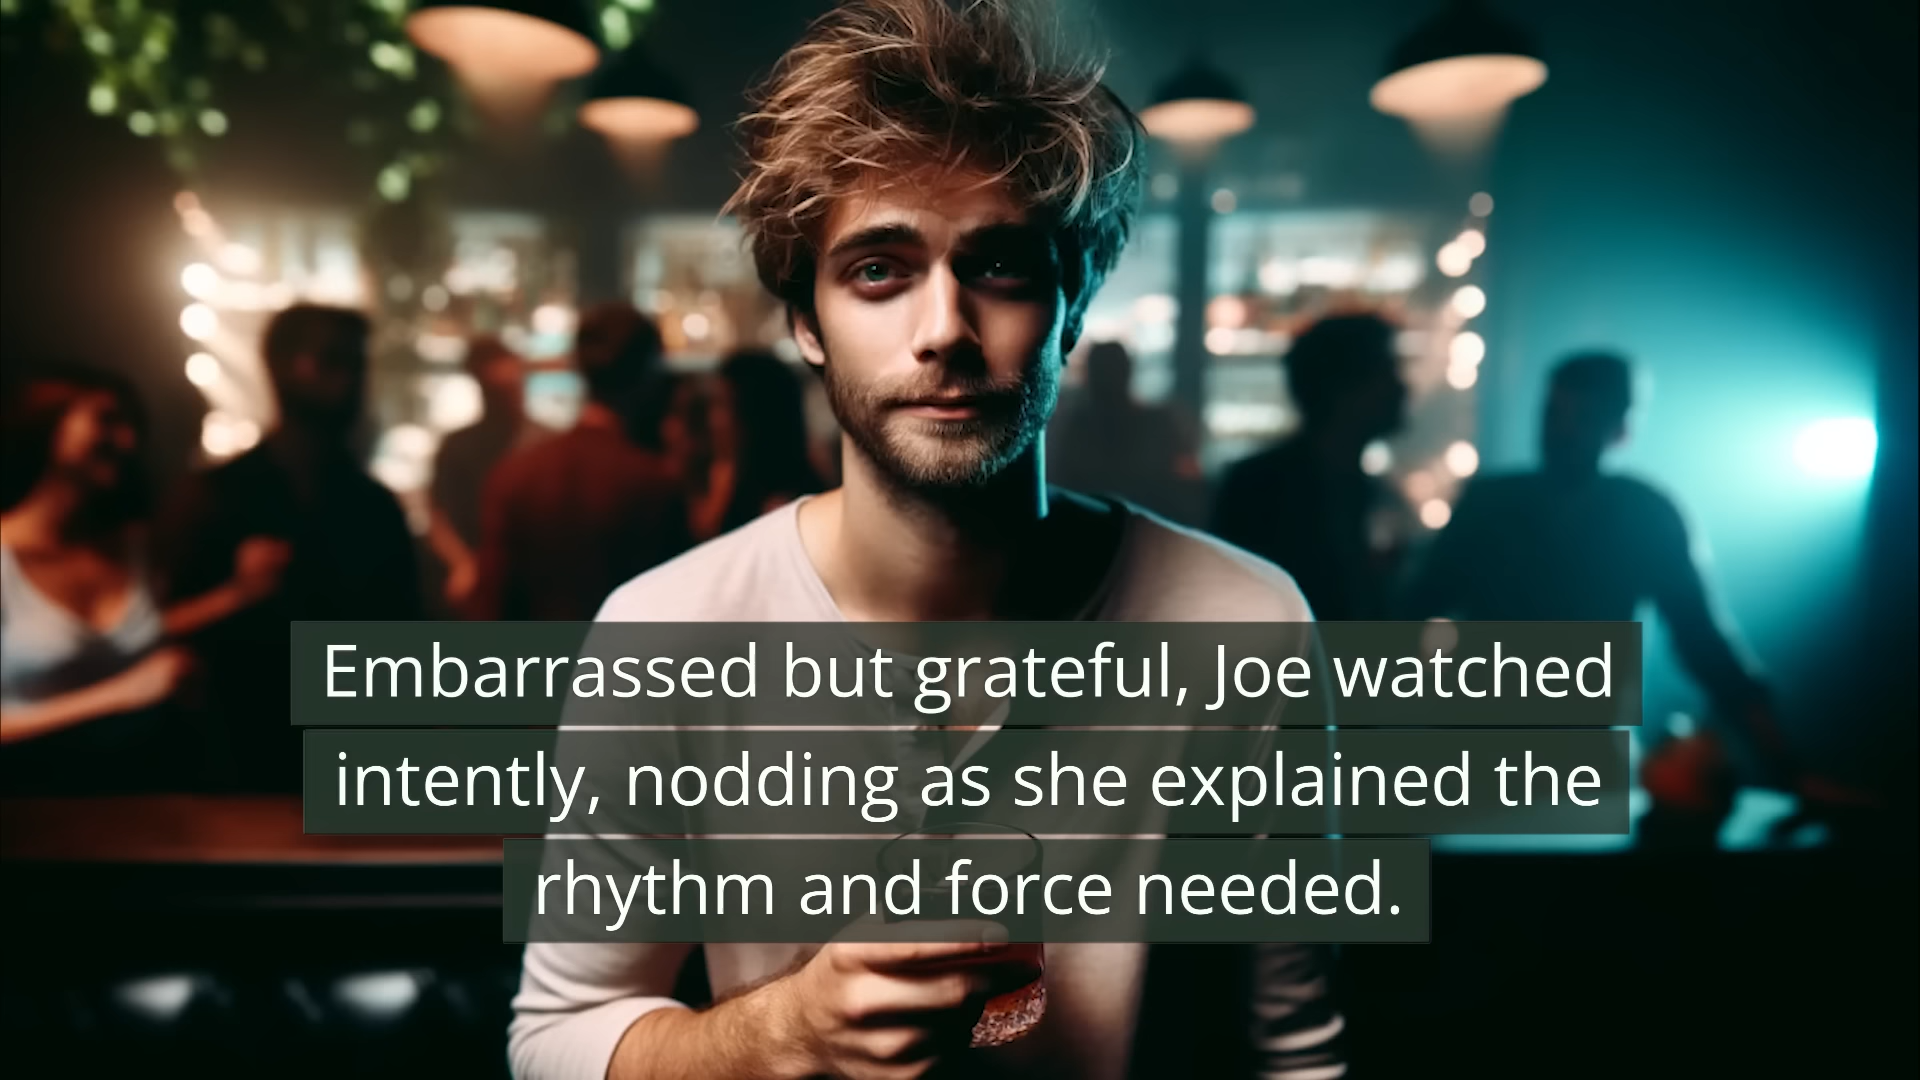 Embarrassed but grateful, Joe watched
intently, nodding as she explained the
rhythm and force needed.